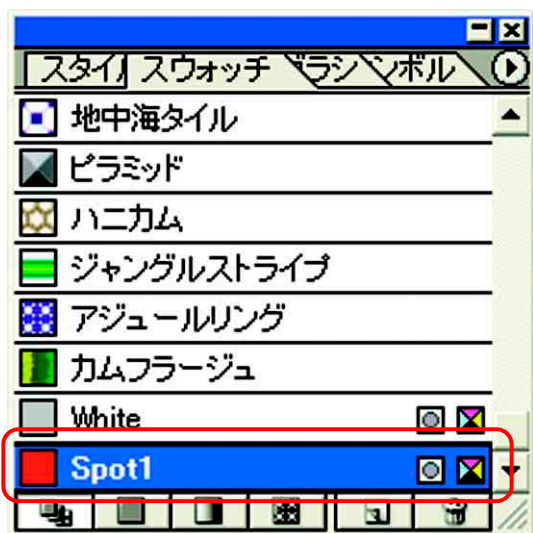 スタイル スウォッチ ブラシ シンボル
地中海タイル
ピラミッド
ハニカム
ジャングルストライプ
アジュールリング
カムフラージュ
White
Spot1